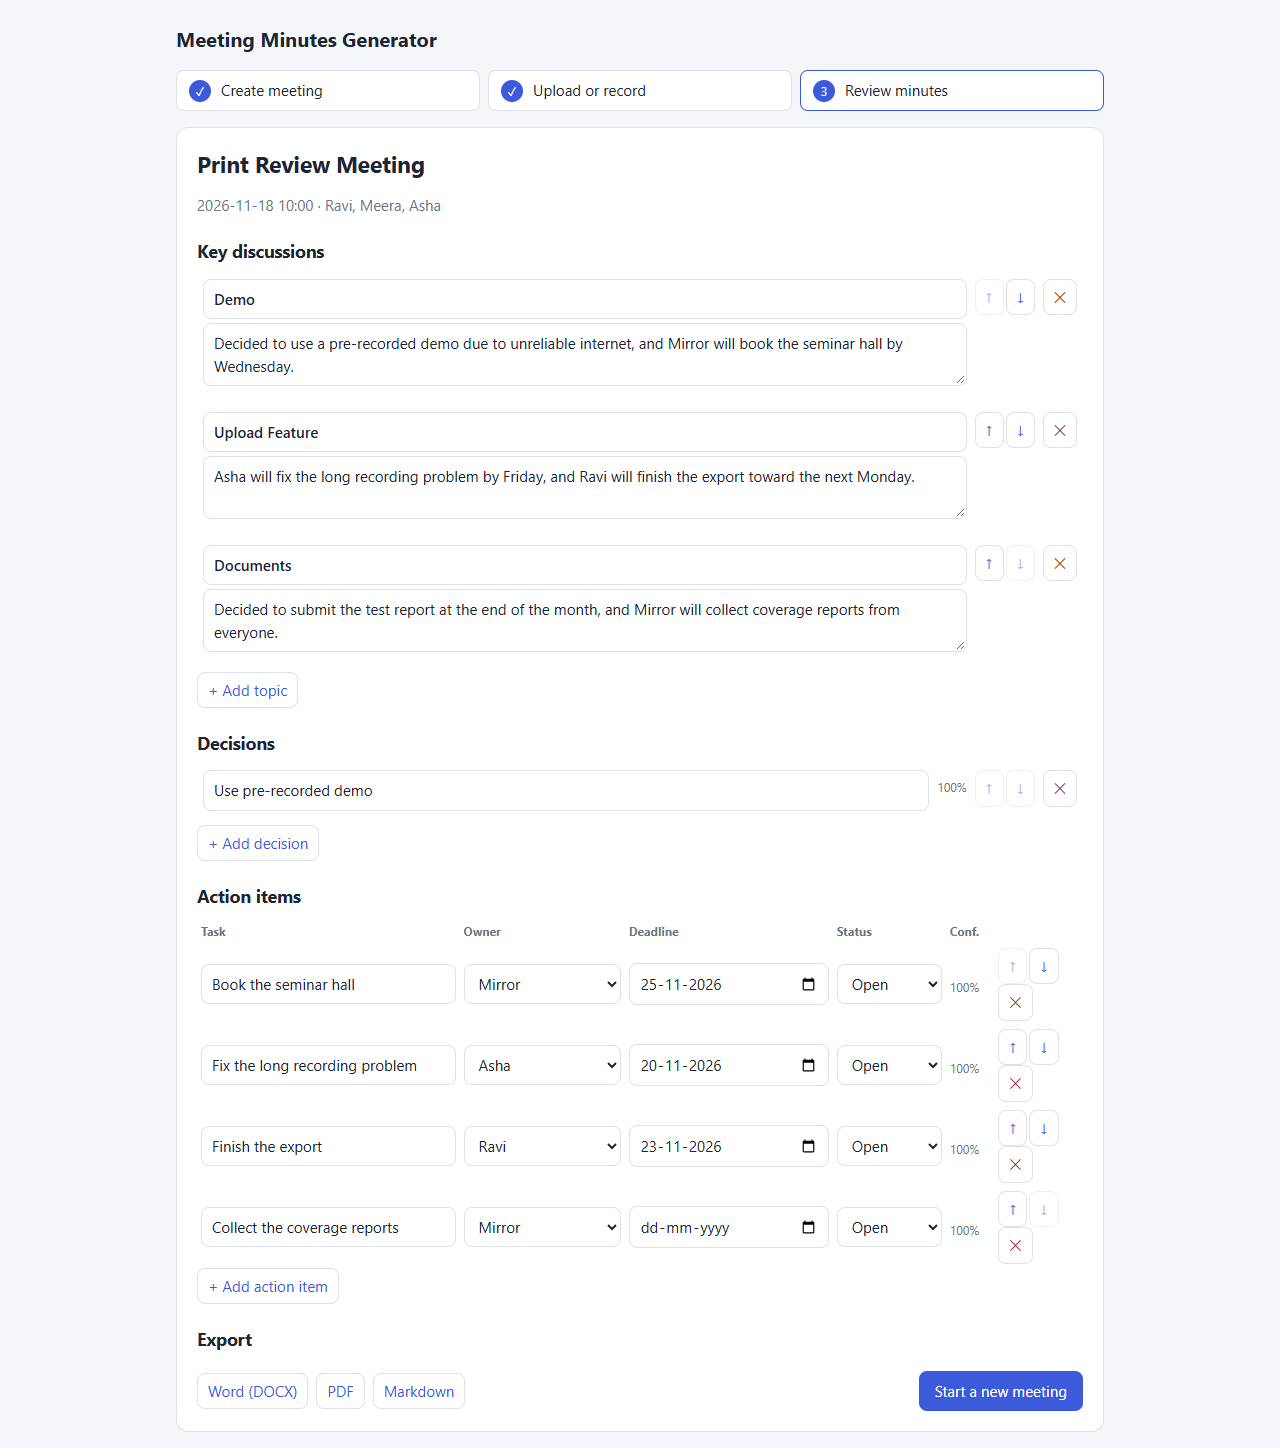 Meeting Minutes Generator
✓ Create meeting
✓ Upload or record
3 Review minutes
Print Review Meeting
2026-11-18 10:00 · Ravi, Meera, Asha
Key discussions
Demo ↑ ↓ ×
Decided to use a pre-recorded demo due to unreliable internet, and Mirror will book the seminar hall by
Wednesday.
Upload Feature ↑ ↓ ×
Asha will fix the long recording problem by Friday, and Ravi will finish the export toward the next Monday.
Documents ↑ ↓ ×
Decided to submit the test report at the end of the month, and Mirror will collect coverage reports from
everyone.
+ Add topic
Decisions
Use pre-recorded demo 100% ↑ ↓ ×
+ Add decision
Action items
Task Owner Deadline Status Conf.
Book the seminar hall Mirror 25-11-2026 Open 100% ↑ ↓ ×
Fix the long recording problem Asha 20-11-2026 Open 100% ↑ ↓ ×
Finish the export Ravi 23-11-2026 Open 100% ↑ ↓ ×
Collect the coverage reports Mirror dd-mm-yyyy Open 100% ↑ ↓ ×
+ Add action item
Export
Word (DOCX) PDF Markdown Start a new meeting